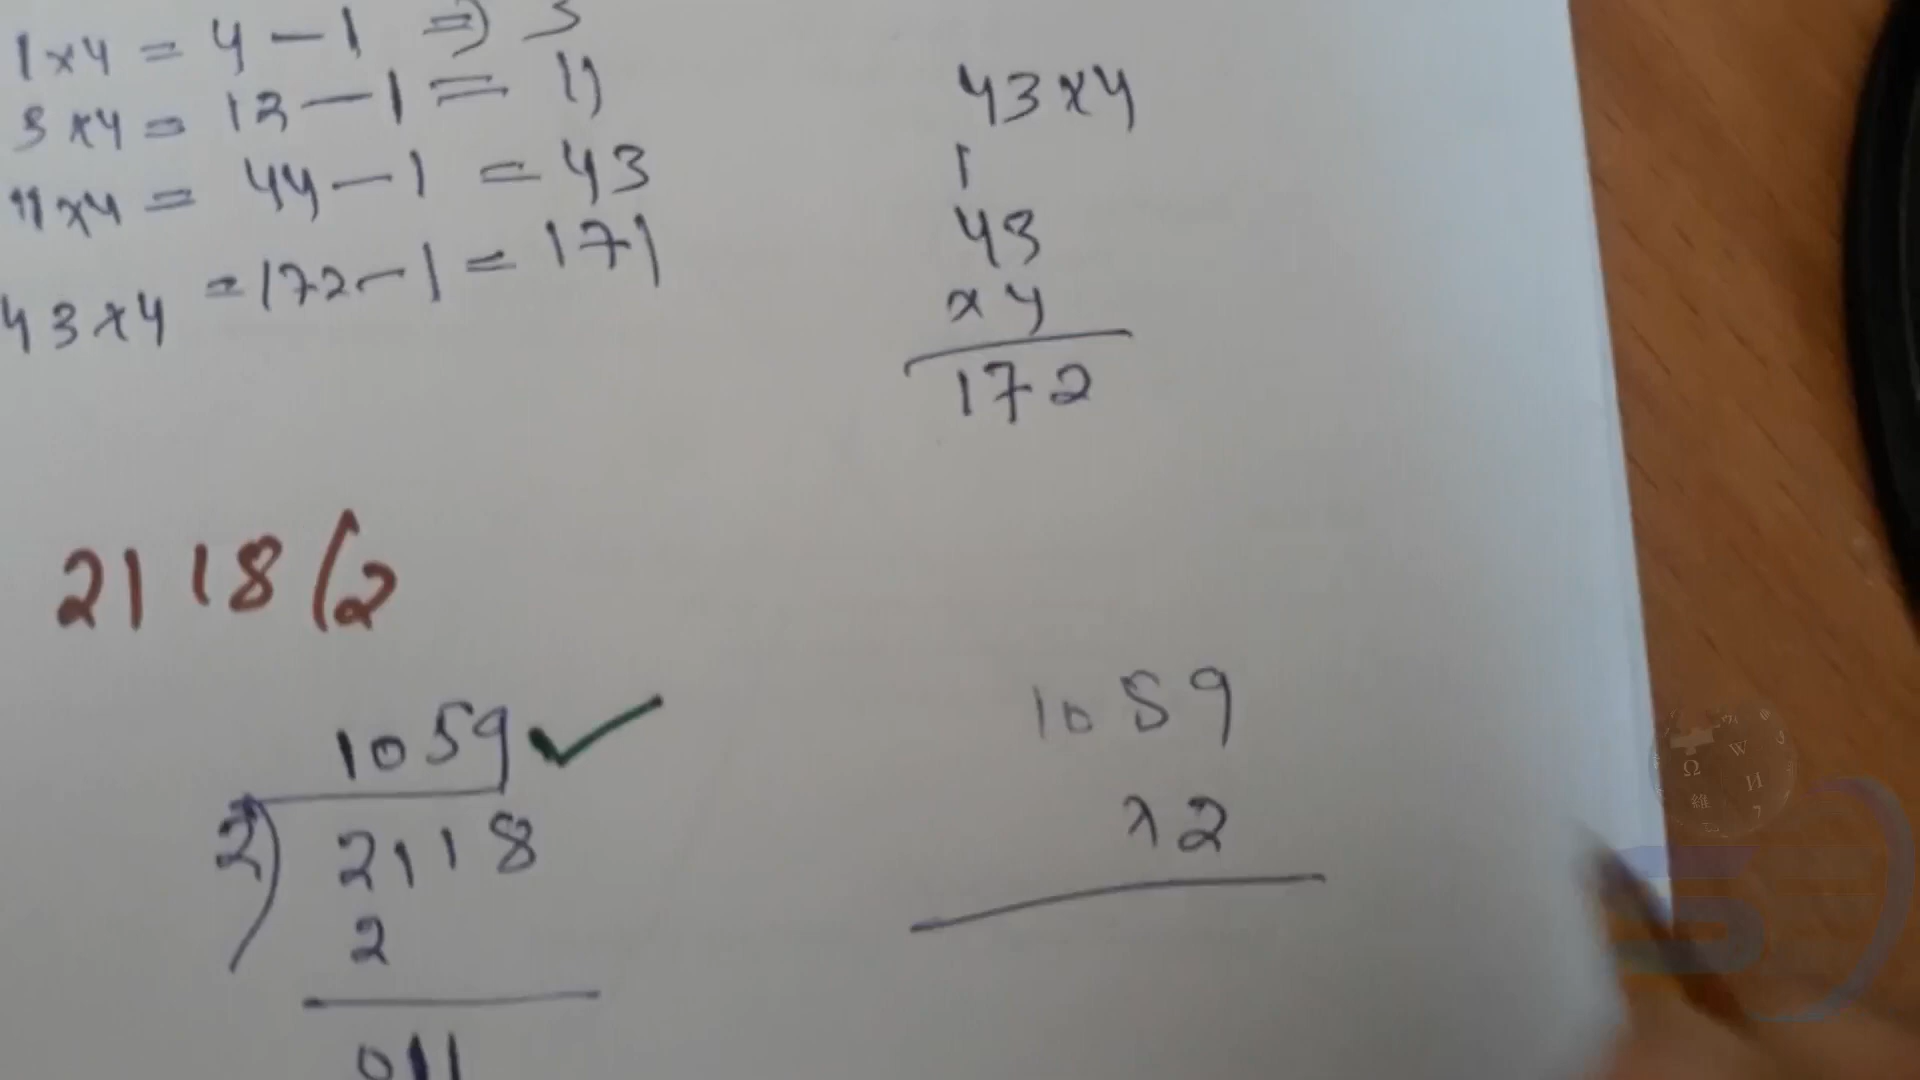 1x4 = 4 - 1 => 3
3x4 = 12 - 1 = 11
11x4 = 44 - 1 = 43
43x4 = 172 - 1 = 171
43x4
1
43
x4
172
2118/2
1059 ✓
2)2118
2
011
1059
x2